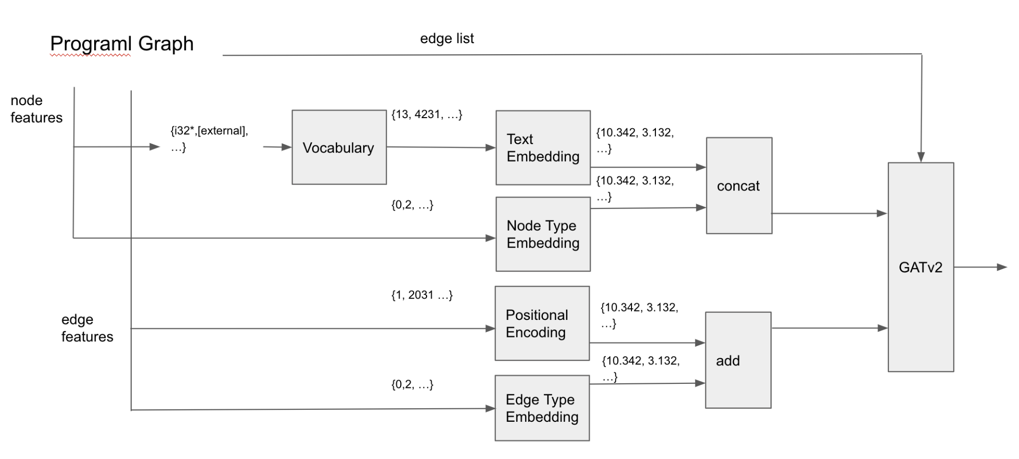 Programl Graph
edge list
node
features
{i32*,[external],
...}
Vocabulary
{13, 4231, ...}
Text
Embedding
{10.342, 3.132,
...}
{10.342, 3.132,
...}
concat
{0,2, ...}
Node Type
Embedding
GATv2
edge
features
{1, 2031 ...}
Positional
Encoding
{10.342, 3.132,
...}
{10.342, 3.132,
...}
add
{0,2, ...}
Edge Type
Embedding